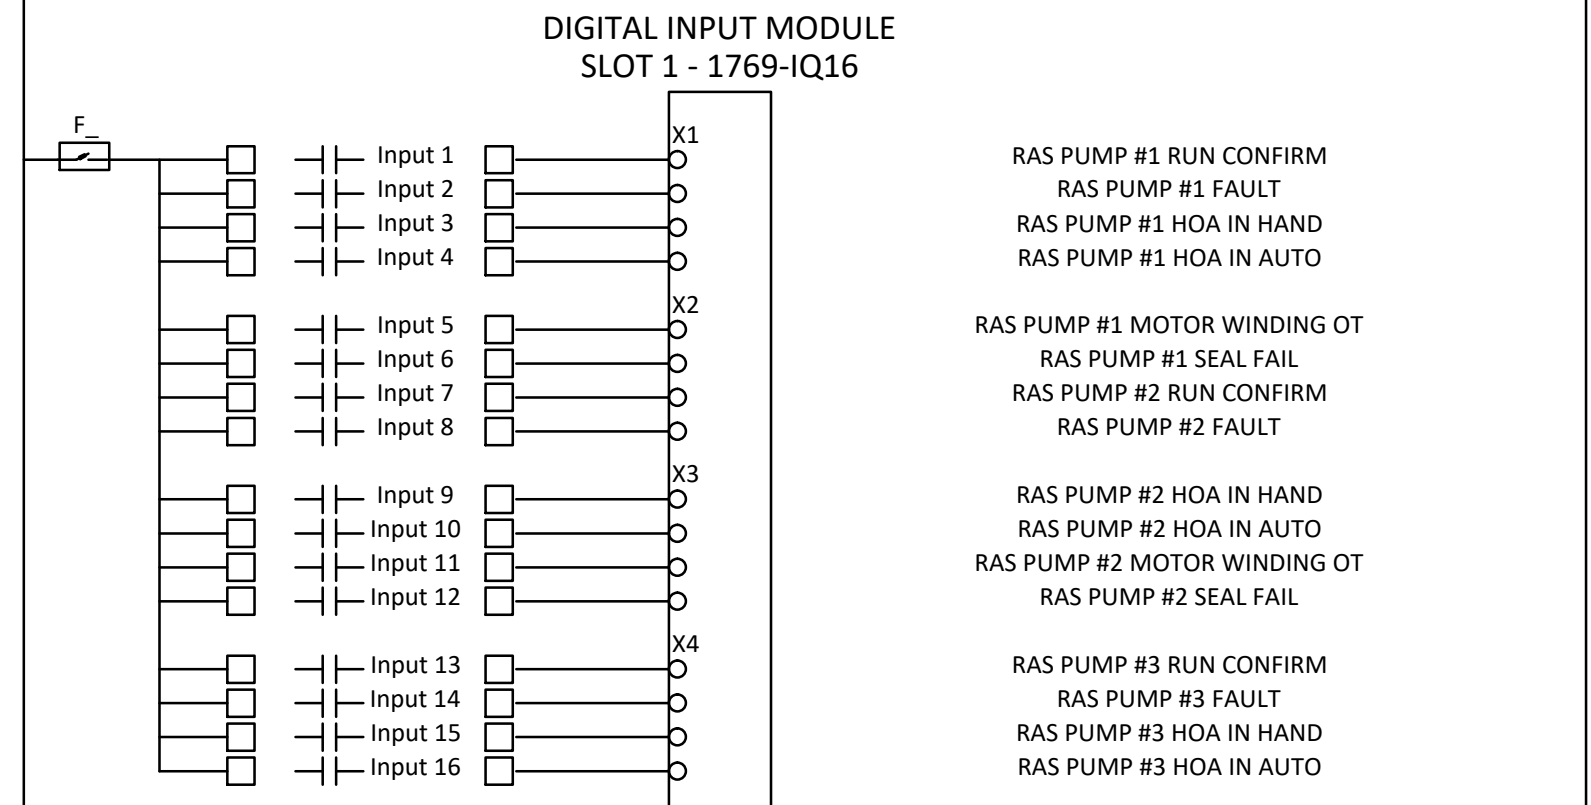 DIGITAL INPUT MODULE
SLOT 1 - 1769-IQ16
F_
X1
Input 1 RAS PUMP #1 RUN CONFIRM
Input 2 RAS PUMP #1 FAULT
Input 3 RAS PUMP #1 HOA IN HAND
Input 4 RAS PUMP #1 HOA IN AUTO
X2
Input 5 RAS PUMP #1 MOTOR WINDING OT
Input 6 RAS PUMP #1 SEAL FAIL
Input 7 RAS PUMP #2 RUN CONFIRM
Input 8 RAS PUMP #2 FAULT
X3
Input 9 RAS PUMP #2 HOA IN HAND
Input 10 RAS PUMP #2 HOA IN AUTO
Input 11 RAS PUMP #2 MOTOR WINDING OT
Input 12 RAS PUMP #2 SEAL FAIL
X4
Input 13 RAS PUMP #3 RUN CONFIRM
Input 14 RAS PUMP #3 FAULT
Input 15 RAS PUMP #3 HOA IN HAND
Input 16 RAS PUMP #3 HOA IN AUTO